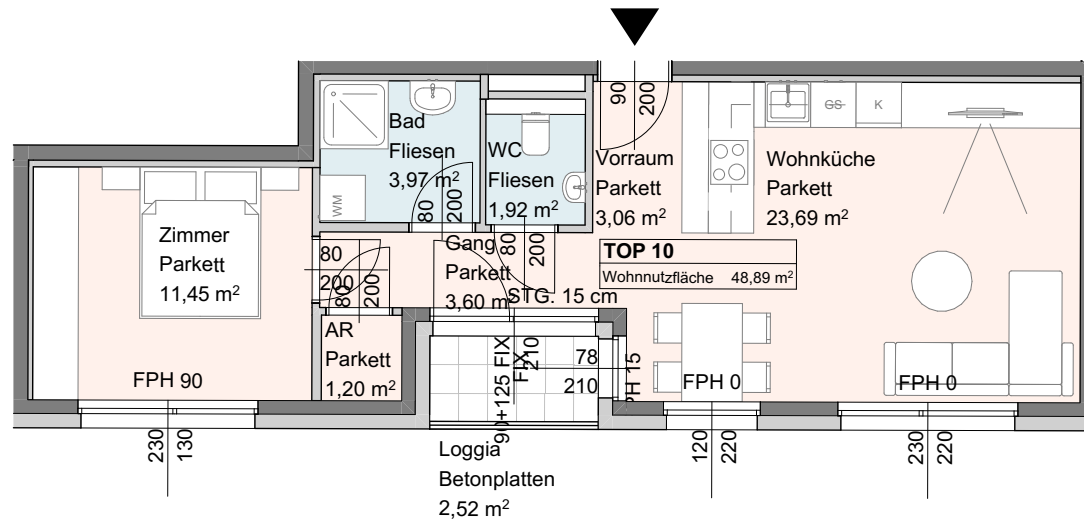 Bad
Fliesen
3,97 m²
WM
80
200
WC
Fliesen
1,92 m²
80
200
90
200
Vorraum
Parkett
3,06 m²
GS
K
Wohnküche
Parkett
23,69 m²
TOP 10
Wohnnutzfläche 48,89 m²
Zimmer
Parkett
11,45 m²
80
200
80
200
Gang
Parkett
3,60 m²
STG. 15 cm
AR
Parkett
1,20 m²
FPH 90
90+125 FIX
FIX
210
78
210
PH 15
FPH 0
FPH 0
230
130
120
220
230
220
Loggia
Betonplatten
2,52 m²